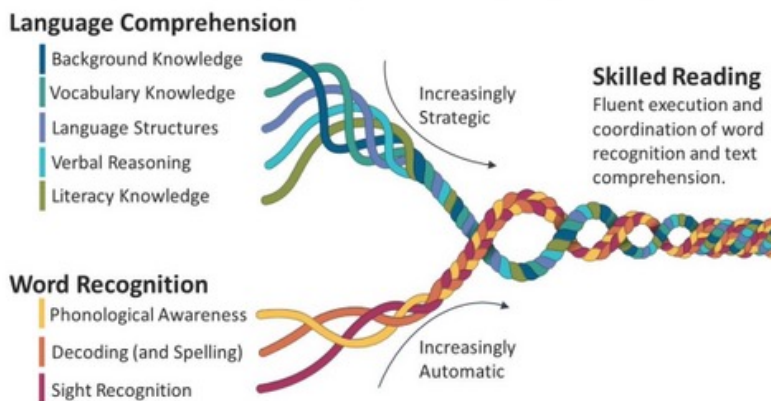 Language Comprehension
Background Knowledge
Vocabulary Knowledge
Language Structures
Verbal Reasoning
Literacy Knowledge
Increasingly
Strategic
Skilled Reading
Fluent execution and
coordination of word
recognition and text
comprehension.
Word Recognition
Phonological Awareness
Decoding (and Spelling)
Sight Recognition
Increasingly
Automatic